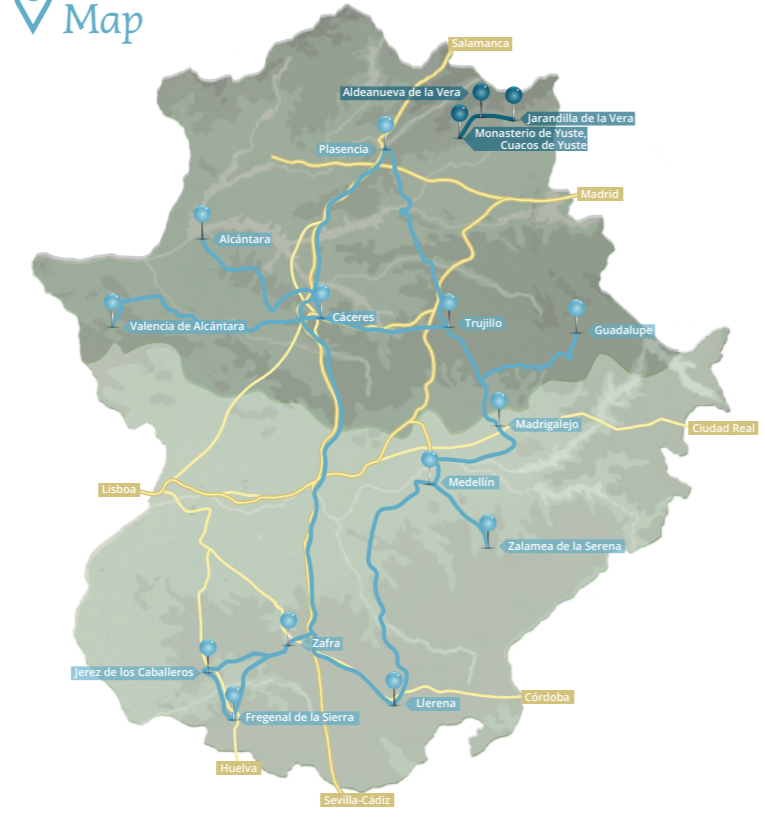 Map
Salamanca
Aldeanueva de la Vera
Jarandilla de la Vera
Monasterio de Yuste,
Cuacos de Yuste
Plasencia
Madrid
Alcántara
Cáceres
Valencia de Alcántara
Trujillo
Guadalupe
Madrigalejo
Ciudad Real
Medellín
Lisboa
Zalamea de la Serena
Zafra
Jerez de los Caballeros
Córdoba
Llerena
Fregenal de la Sierra
Huelva
Sevilla-Cádiz